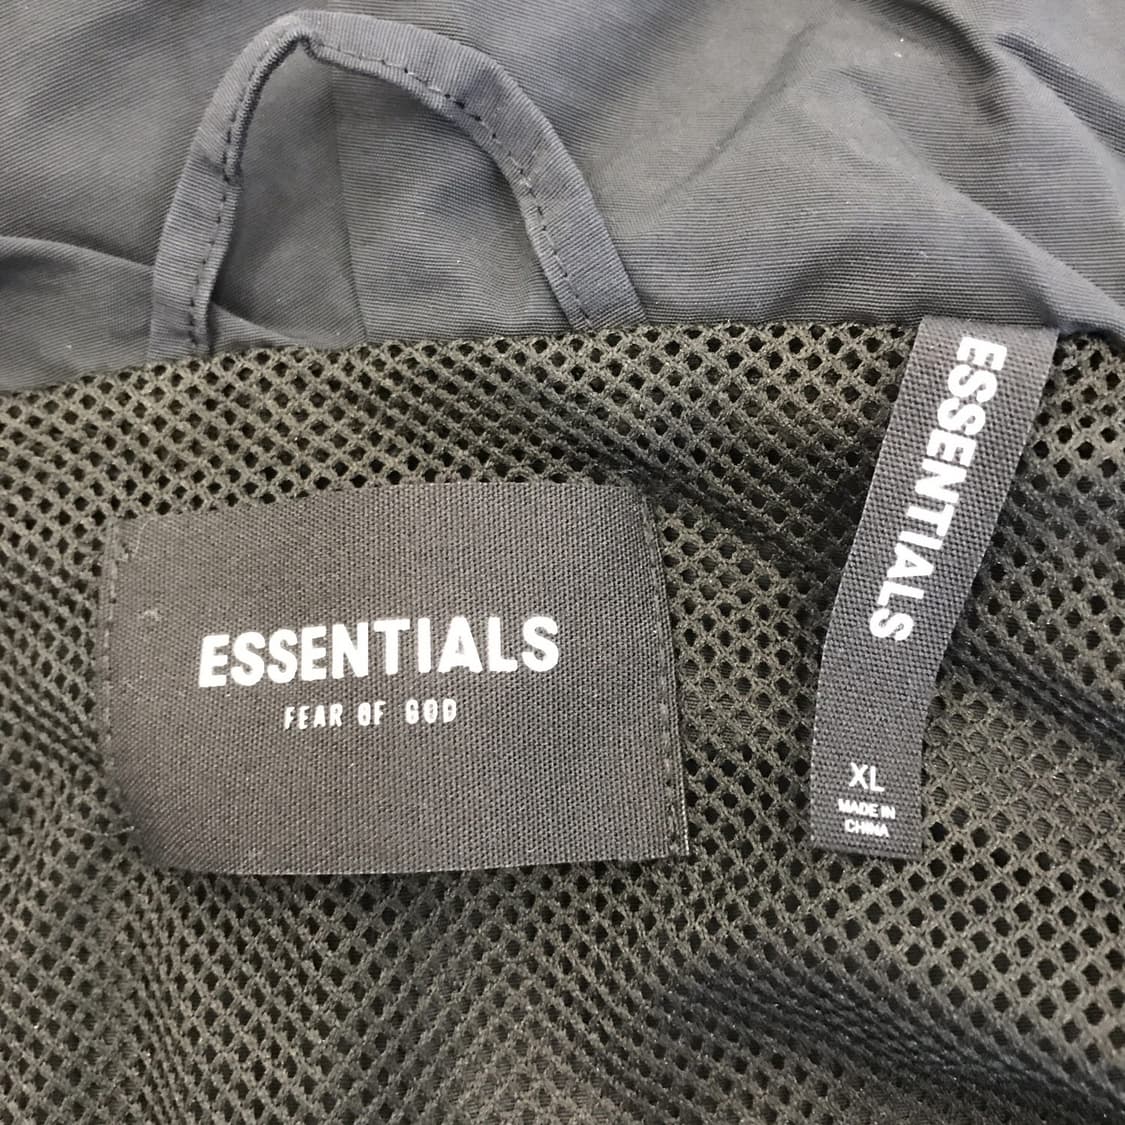 ESSENTIALS
FEAR OF GOD
ESSENTIALS
XL
MADE IN
CHINA